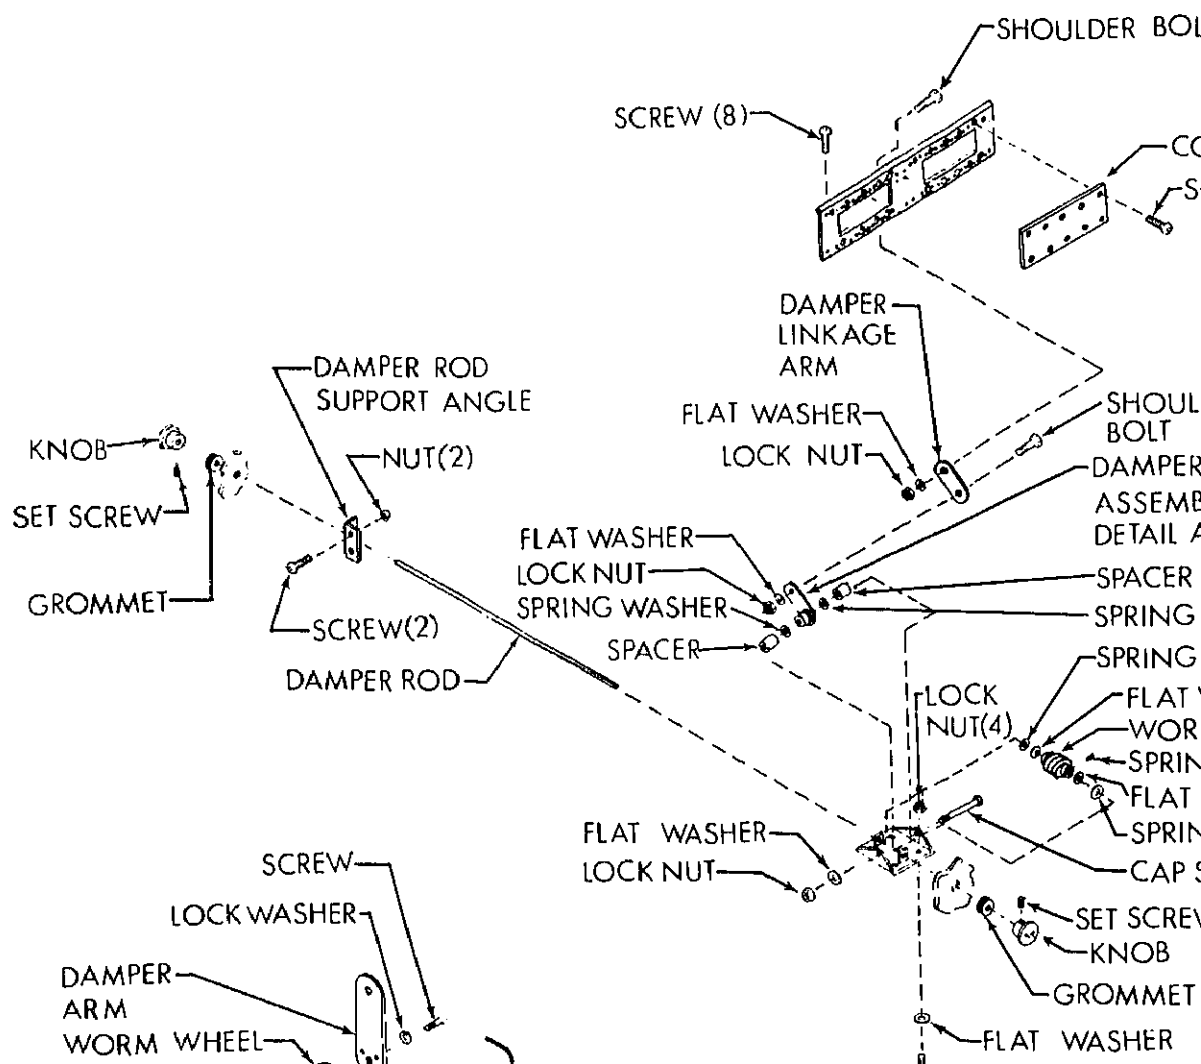 SHOULDER BOL
SCREW (8)
CO
S
DAMPER
LINKAGE
ARM
DAMPER ROD
SUPPORT ANGLE
FLAT WASHER
SHOUL
BOLT
KNOB
NUT(2)
LOCK NUT
DAMPER
ASSEMB
DETAIL A
SET SCREW
FLAT WASHER
LOCK NUT
SPACER
GROMMET
SPRING WASHER
SPRING
SCREW(2)
SPACER
SPRING
DAMPER ROD
LOCK
NUT(4)
FLAT W
WOR
SPRIN
FLAT
SPRIN
FLAT WASHER
LOCK NUT
CAP S
SCREW
LOCK WASHER
SET SCREW
KNOB
DAMPER
ARM
GROMMET
WORM WHEEL
FLAT WASHER